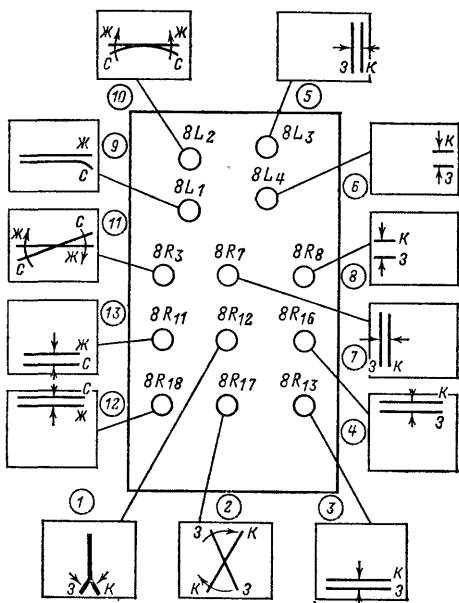 Ж Ж
С С
10
З К
5
Ж
С
9
8L2
8L3
8L1
8L4
К
З
6
Ж
С
Ж
С
11
8R3
8R7
8R8
К
З
8
Ж
С
13
8R11
8R12
8R16
З К
7
С
Ж
12
8R18
8R17
8R13
К
З
4
1
2
3
З К
З К
К З
К
З